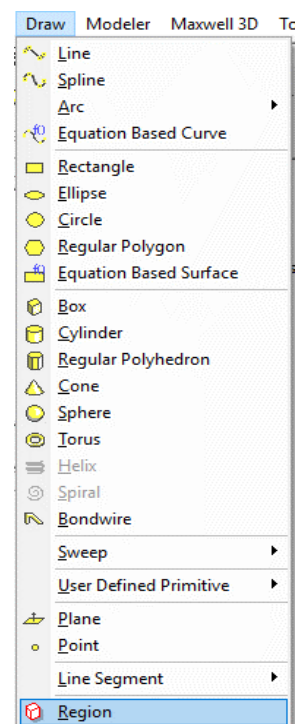 Draw Modeler Maxwell 3D To
Line
Spline
Arc
Equation Based Curve
Rectangle
Ellipse
Circle
Regular Polygon
Equation Based Surface
Box
Cylinder
Regular Polyhedron
Cone
Sphere
Torus
Helix
Spiral
Bondwire
Sweep
User Defined Primitive
Plane
Point
Line Segment
Region